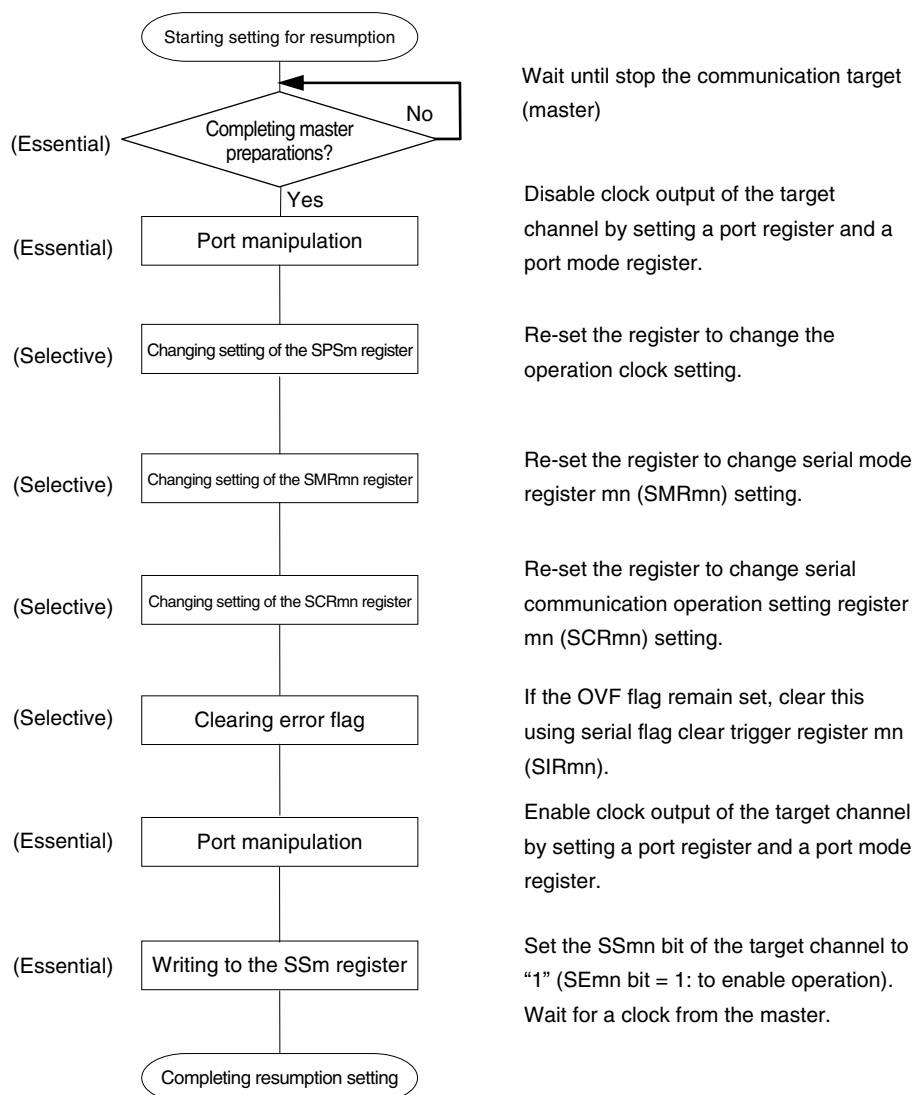 Starting setting for resumption
Wait until stop the communication target
(master)
No
(Essential)
Completing master
preparations?
Yes
Disable clock output of the target
channel by setting a port register and a
port mode register.
(Essential)
Port manipulation
(Selective)
Changing setting of the SPSm register
Re-set the register to change the
operation clock setting.
(Selective)
Changing setting of the SMRmn register
Re-set the register to change serial mode
register mn (SMRmn) setting.
(Selective)
Changing setting of the SCRmn register
Re-set the register to change serial
communication operation setting register
mn (SCRmn) setting.
(Selective)
Clearing error flag
If the OVF flag remain set, clear this
using serial flag clear trigger register mn
(SIRmn).
(Essential)
Port manipulation
Enable clock output of the target channel
by setting a port register and a port mode
register.
(Essential)
Writing to the SSm register
Set the SSmn bit of the target channel to
“1” (SEmn bit = 1: to enable operation).
Wait for a clock from the master.
Completing resumption setting